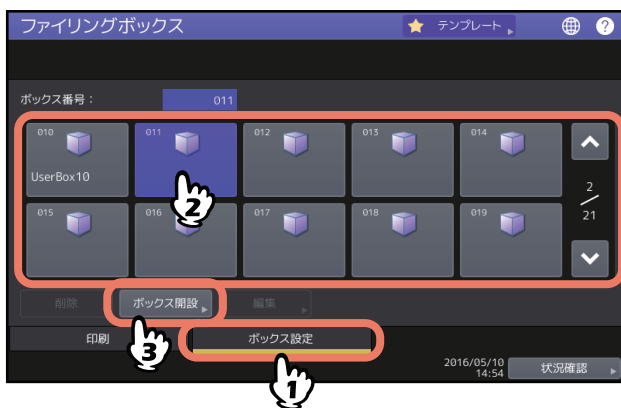 ファイリングボックス
テンプレート
?
ボックス番号：
011
010
011
012
013
014
UserBox10
2
2
21
015
016
017
018
019
削除
ボックス開設
編集
3
印刷
ボックス設定
1
2016/05/10
14:54
状況確認